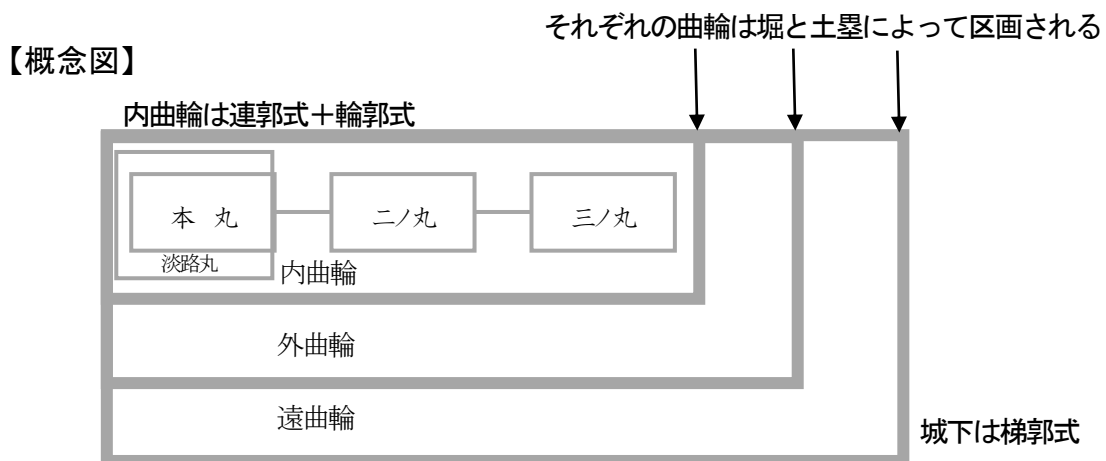 それぞれの曲輪は堀と土塁によって区画される
【概念図】
内曲輪は連郭式＋輪郭式
本 丸
二ノ丸
三ノ丸
淡路丸
内曲輪
外曲輪
遠曲輪
城下は梯郭式